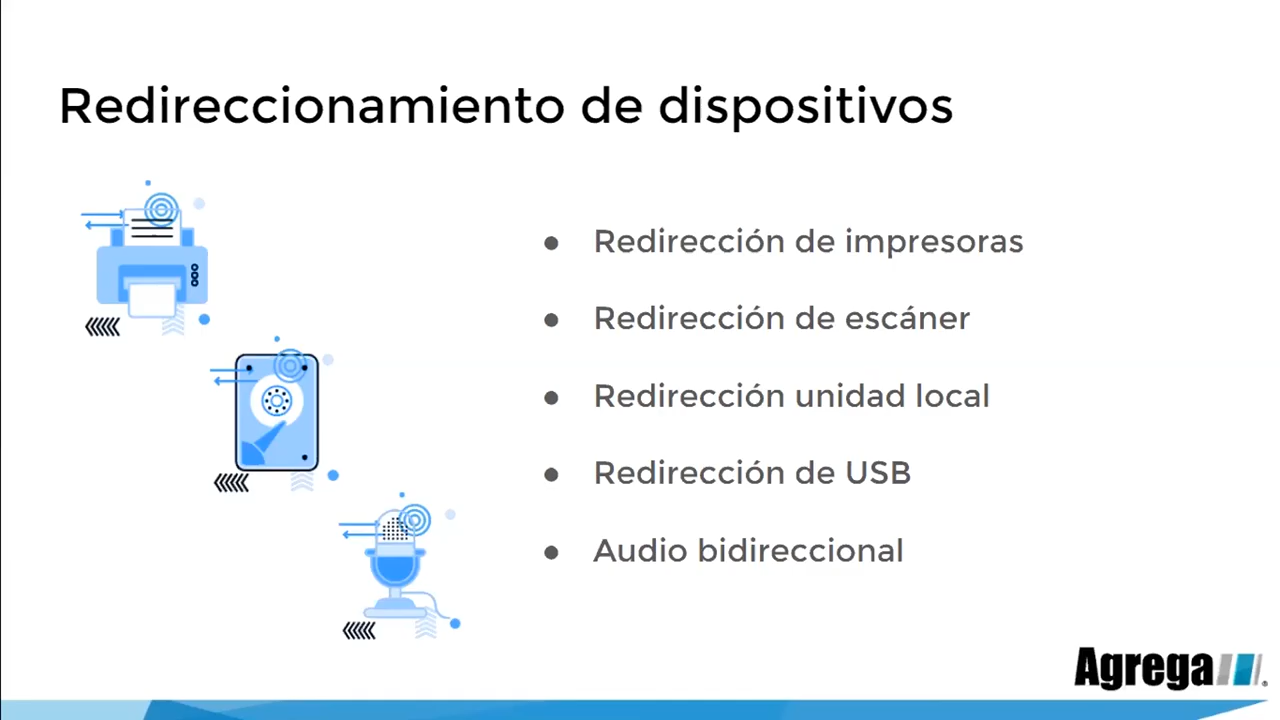 Redireccionamiento de dispositivos
● Redirección de impresoras
● Redirección de escáner
● Redirección unidad local
● Redirección de USB
● Audio bidireccional
Agrega ®